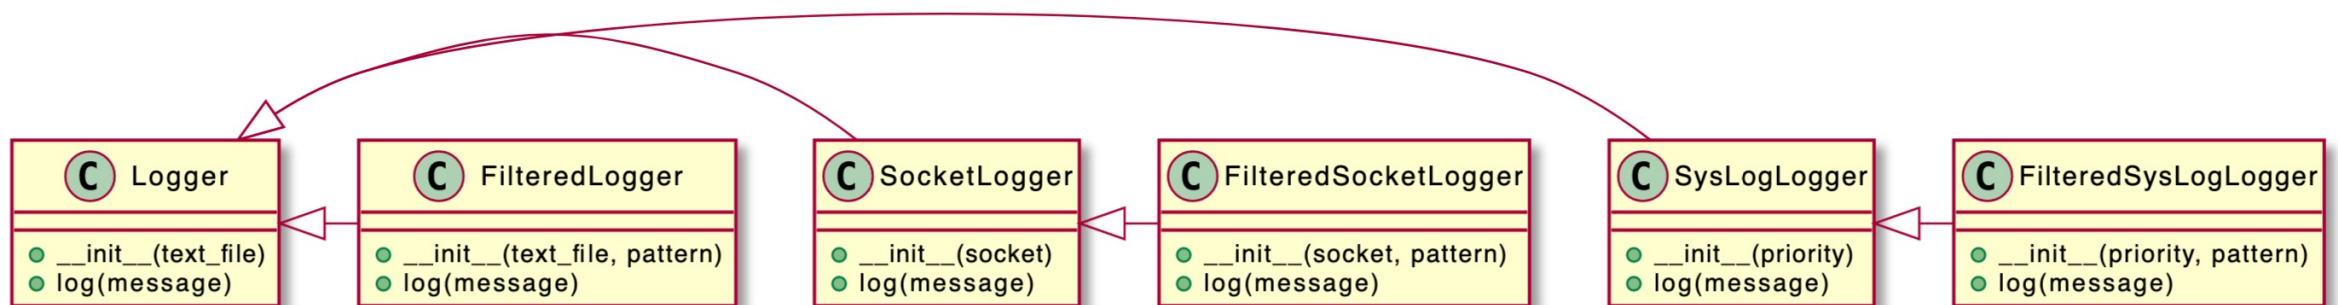 C Logger
__init__(text_file)
log(message)
C FilteredLogger
__init__(text_file, pattern)
log(message)
C SocketLogger
__init__(socket)
log(message)
C FilteredSocketLogger
__init__(socket, pattern)
log(message)
C SysLogLogger
__init__(priority)
log(message)
C FilteredSysLogLogger
__init__(priority, pattern)
log(message)